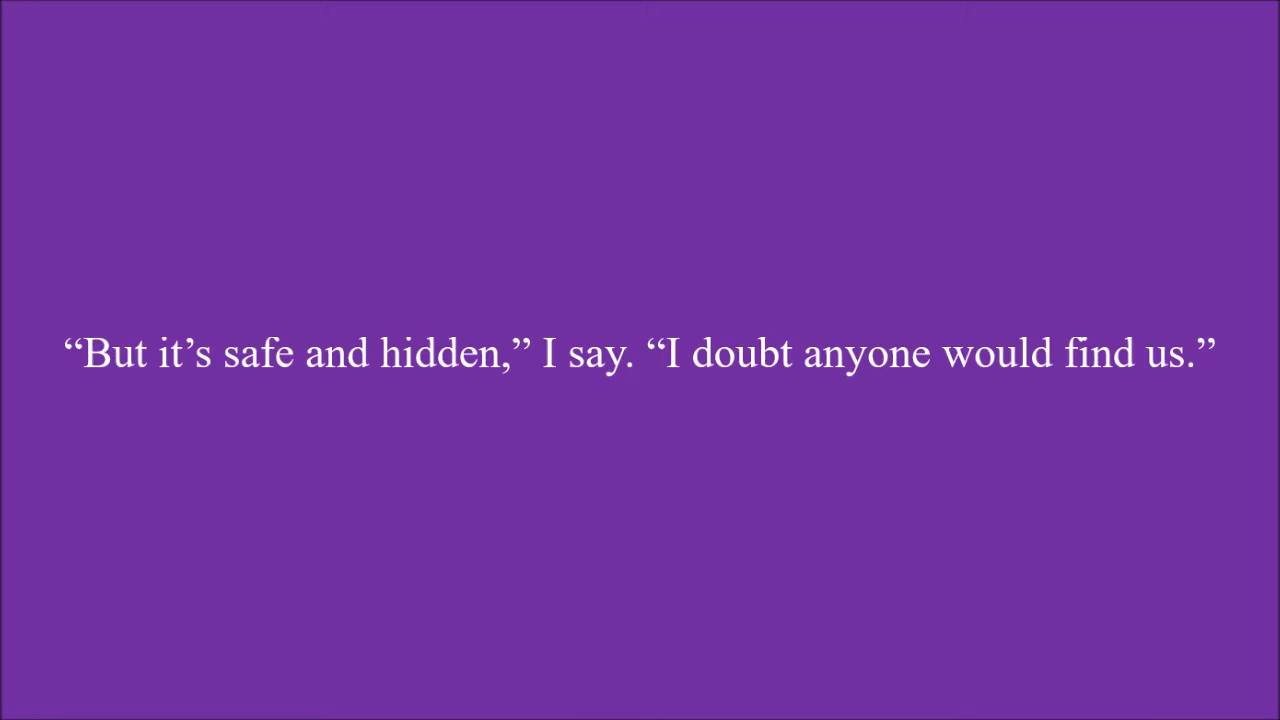 “But it’s safe and hidden,” I say. “I doubt anyone would find us.”